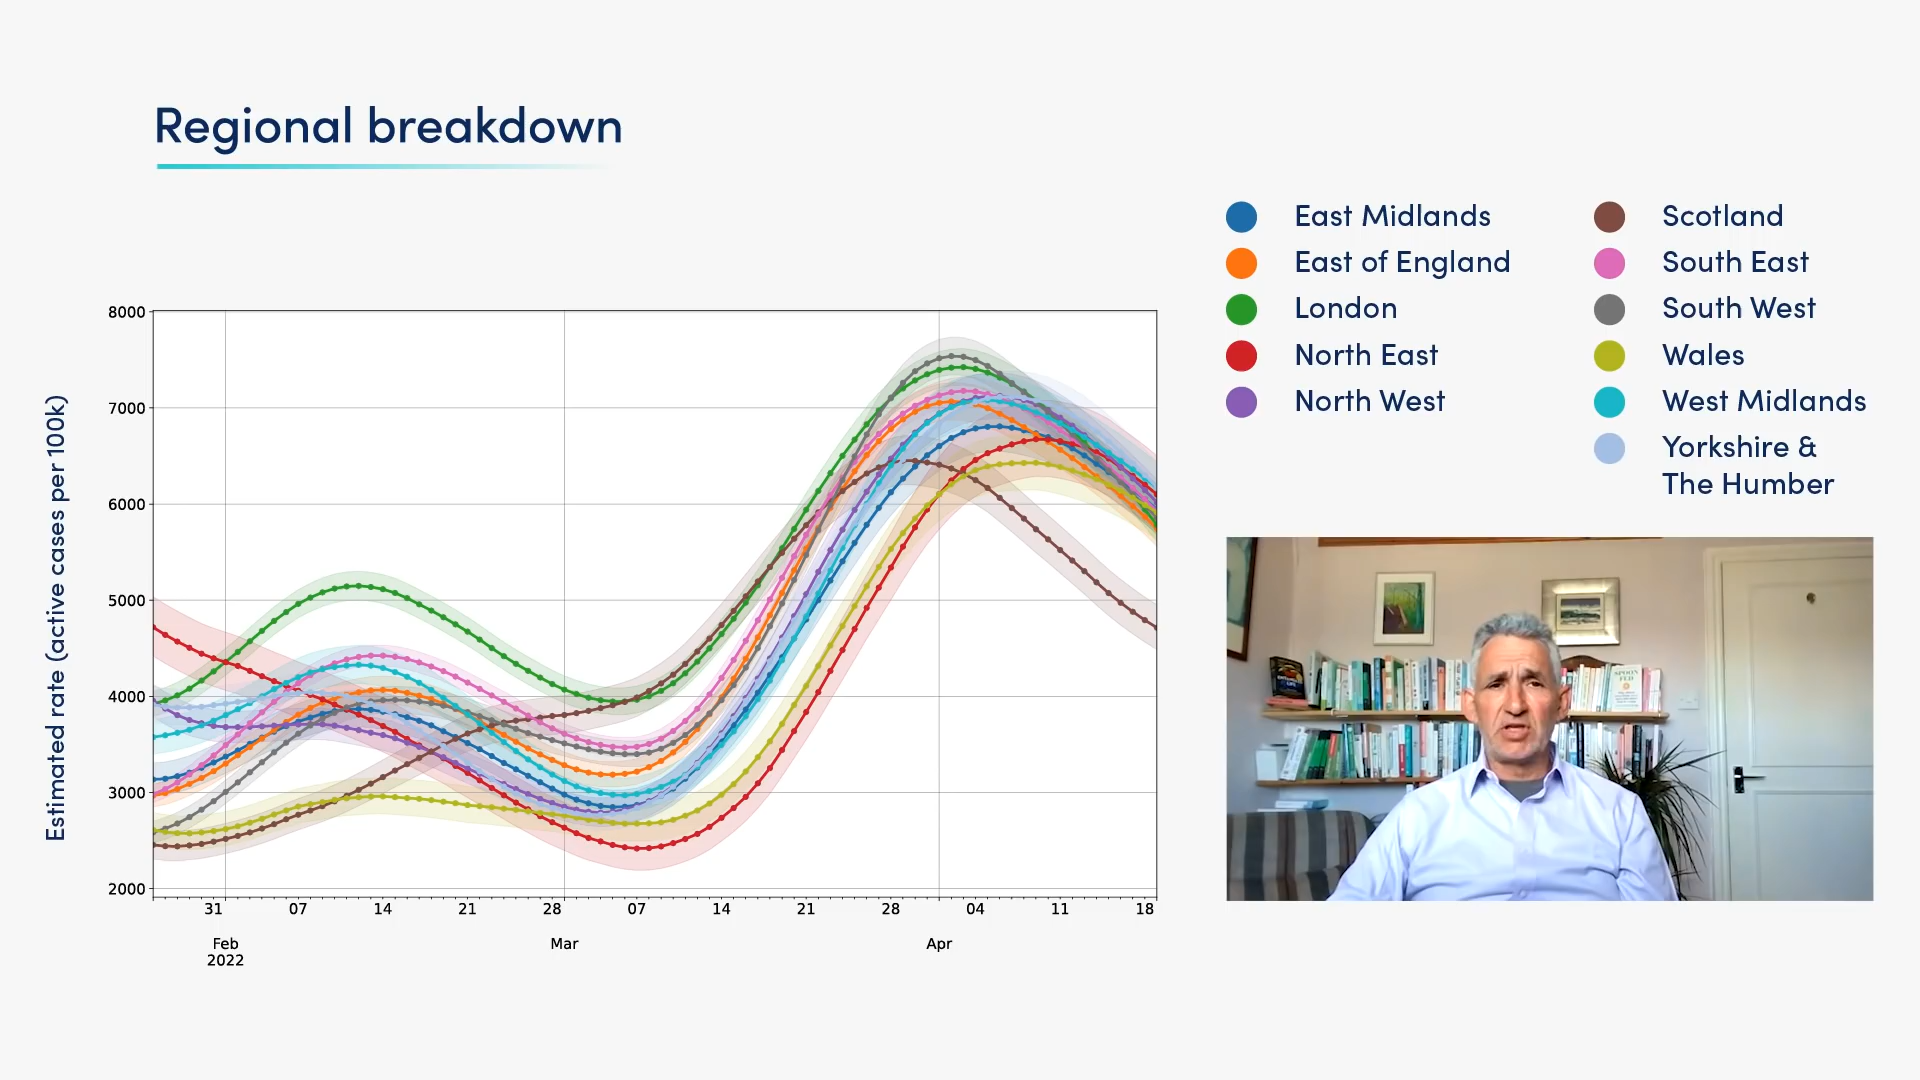 Regional breakdown
East Midlands
East of England
London
North East
North West
Scotland
South East
South West
Wales
West Midlands
Yorkshire &
The Humber
Estimated rate (active cases per 100k)
8000
7000
6000
5000
4000
3000
2000
31 07 14 21 28 07 14 21 28 04 11 18
Feb Mar Apr
2022
SPOON
FED